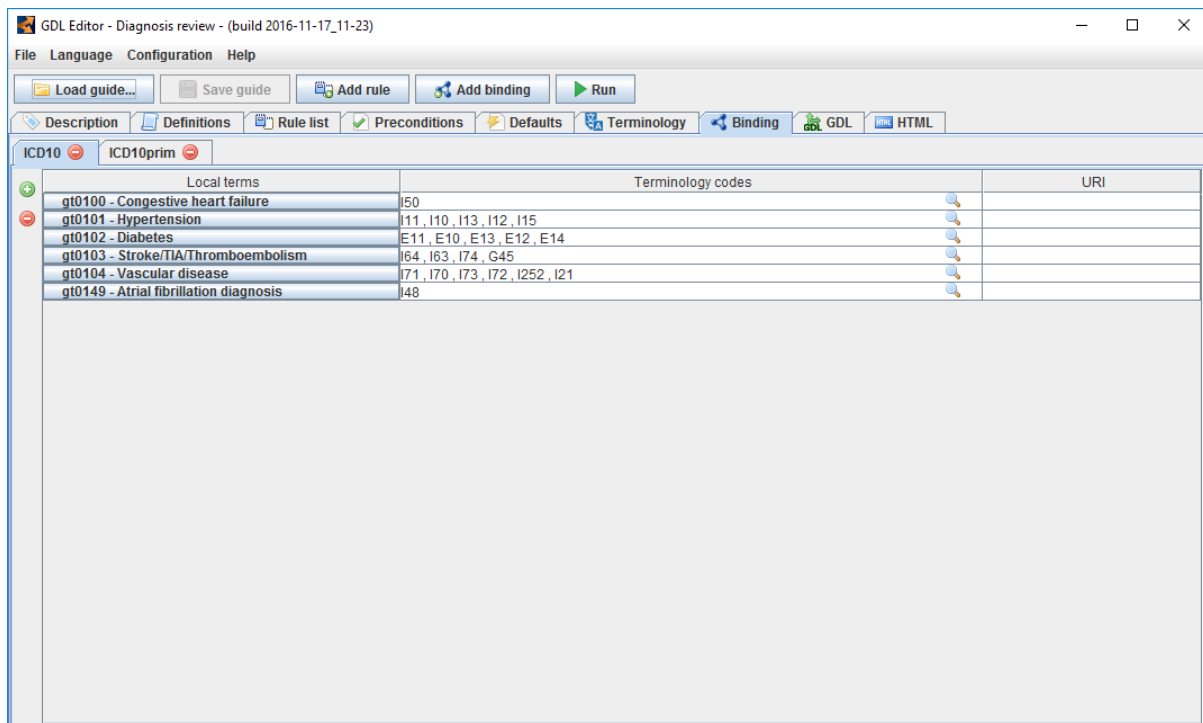 GDL Editor - Diagnosis review - (build 2016-11-17_11-23)
File Language Configuration Help
Load guide... Save guide Add rule Add binding Run
Description Definitions Rule list Preconditions Defaults Terminology Binding GDL HTML
ICD10 ICD10prim
Local terms Terminology codes URI
gt0100 - Congestive heart failure I50
gt0101 - Hypertension I11 , I10 , I13 , I12 , I15
gt0102 - Diabetes E11 , E10 , E13 , E12 , E14
gt0103 - Stroke/TIA/Thromboembolism I64 , I63 , I74 , G45
gt0104 - Vascular disease I71 , I70 , I73 , I72 , I252 , I21
gt0149 - Atrial fibrillation diagnosis I48